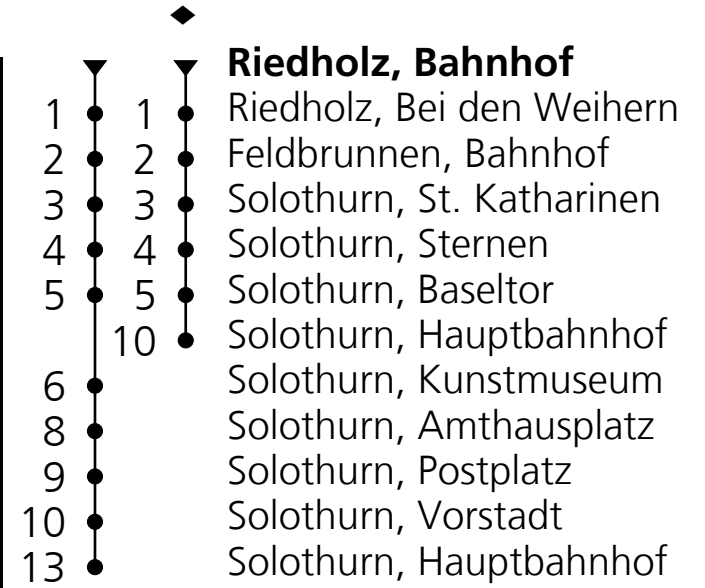 Riedholz, Bahnhof
1 1 Riedholz, Bei den Weihern
2 2 Feldbrunnen, Bahnhof
3 3 Solothurn, St. Katharinen
4 4 Solothurn, Sternen
5 5 Solothurn, Baseltor
10 Solothurn, Hauptbahnhof
6 Solothurn, Kunstmuseum
8 Solothurn, Amthausplatz
9 Solothurn, Postplatz
10 Solothurn, Vorstadt
13 Solothurn, Hauptbahnhof